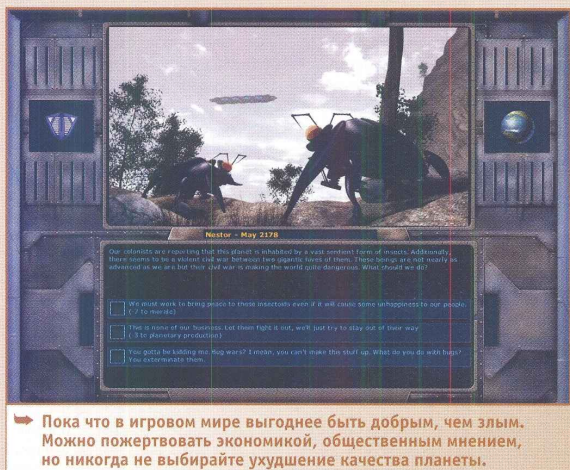 Nestor - May 2178
Our colonists are reporting that this planet is inhabited by a vast sentient form of insects. Additionally,
there seems to be a violent civil war between two gigantic hives of them. These beings are not nearly as
advanced as we are but their civil war is making the world quite dangerous. What should we do?
We must work to bring peace to these insectoids even if it will cause some unhappiness to our people.
(-7 to morale)
This is none of our business. Let them fight it out, we'll just try to stay out of their way
(-3 to planetary production)
You gotta be kidding me. Bug wars? I mean, you can't make this stuff up. What do you do with bugs?
You exterminate them.
Пока что в игровом мире выгоднее быть добрым, чем злым.
Можно пожертвовать экономикой, общественным мнением,
но никогда не выбирайте ухудшение качества планеты.